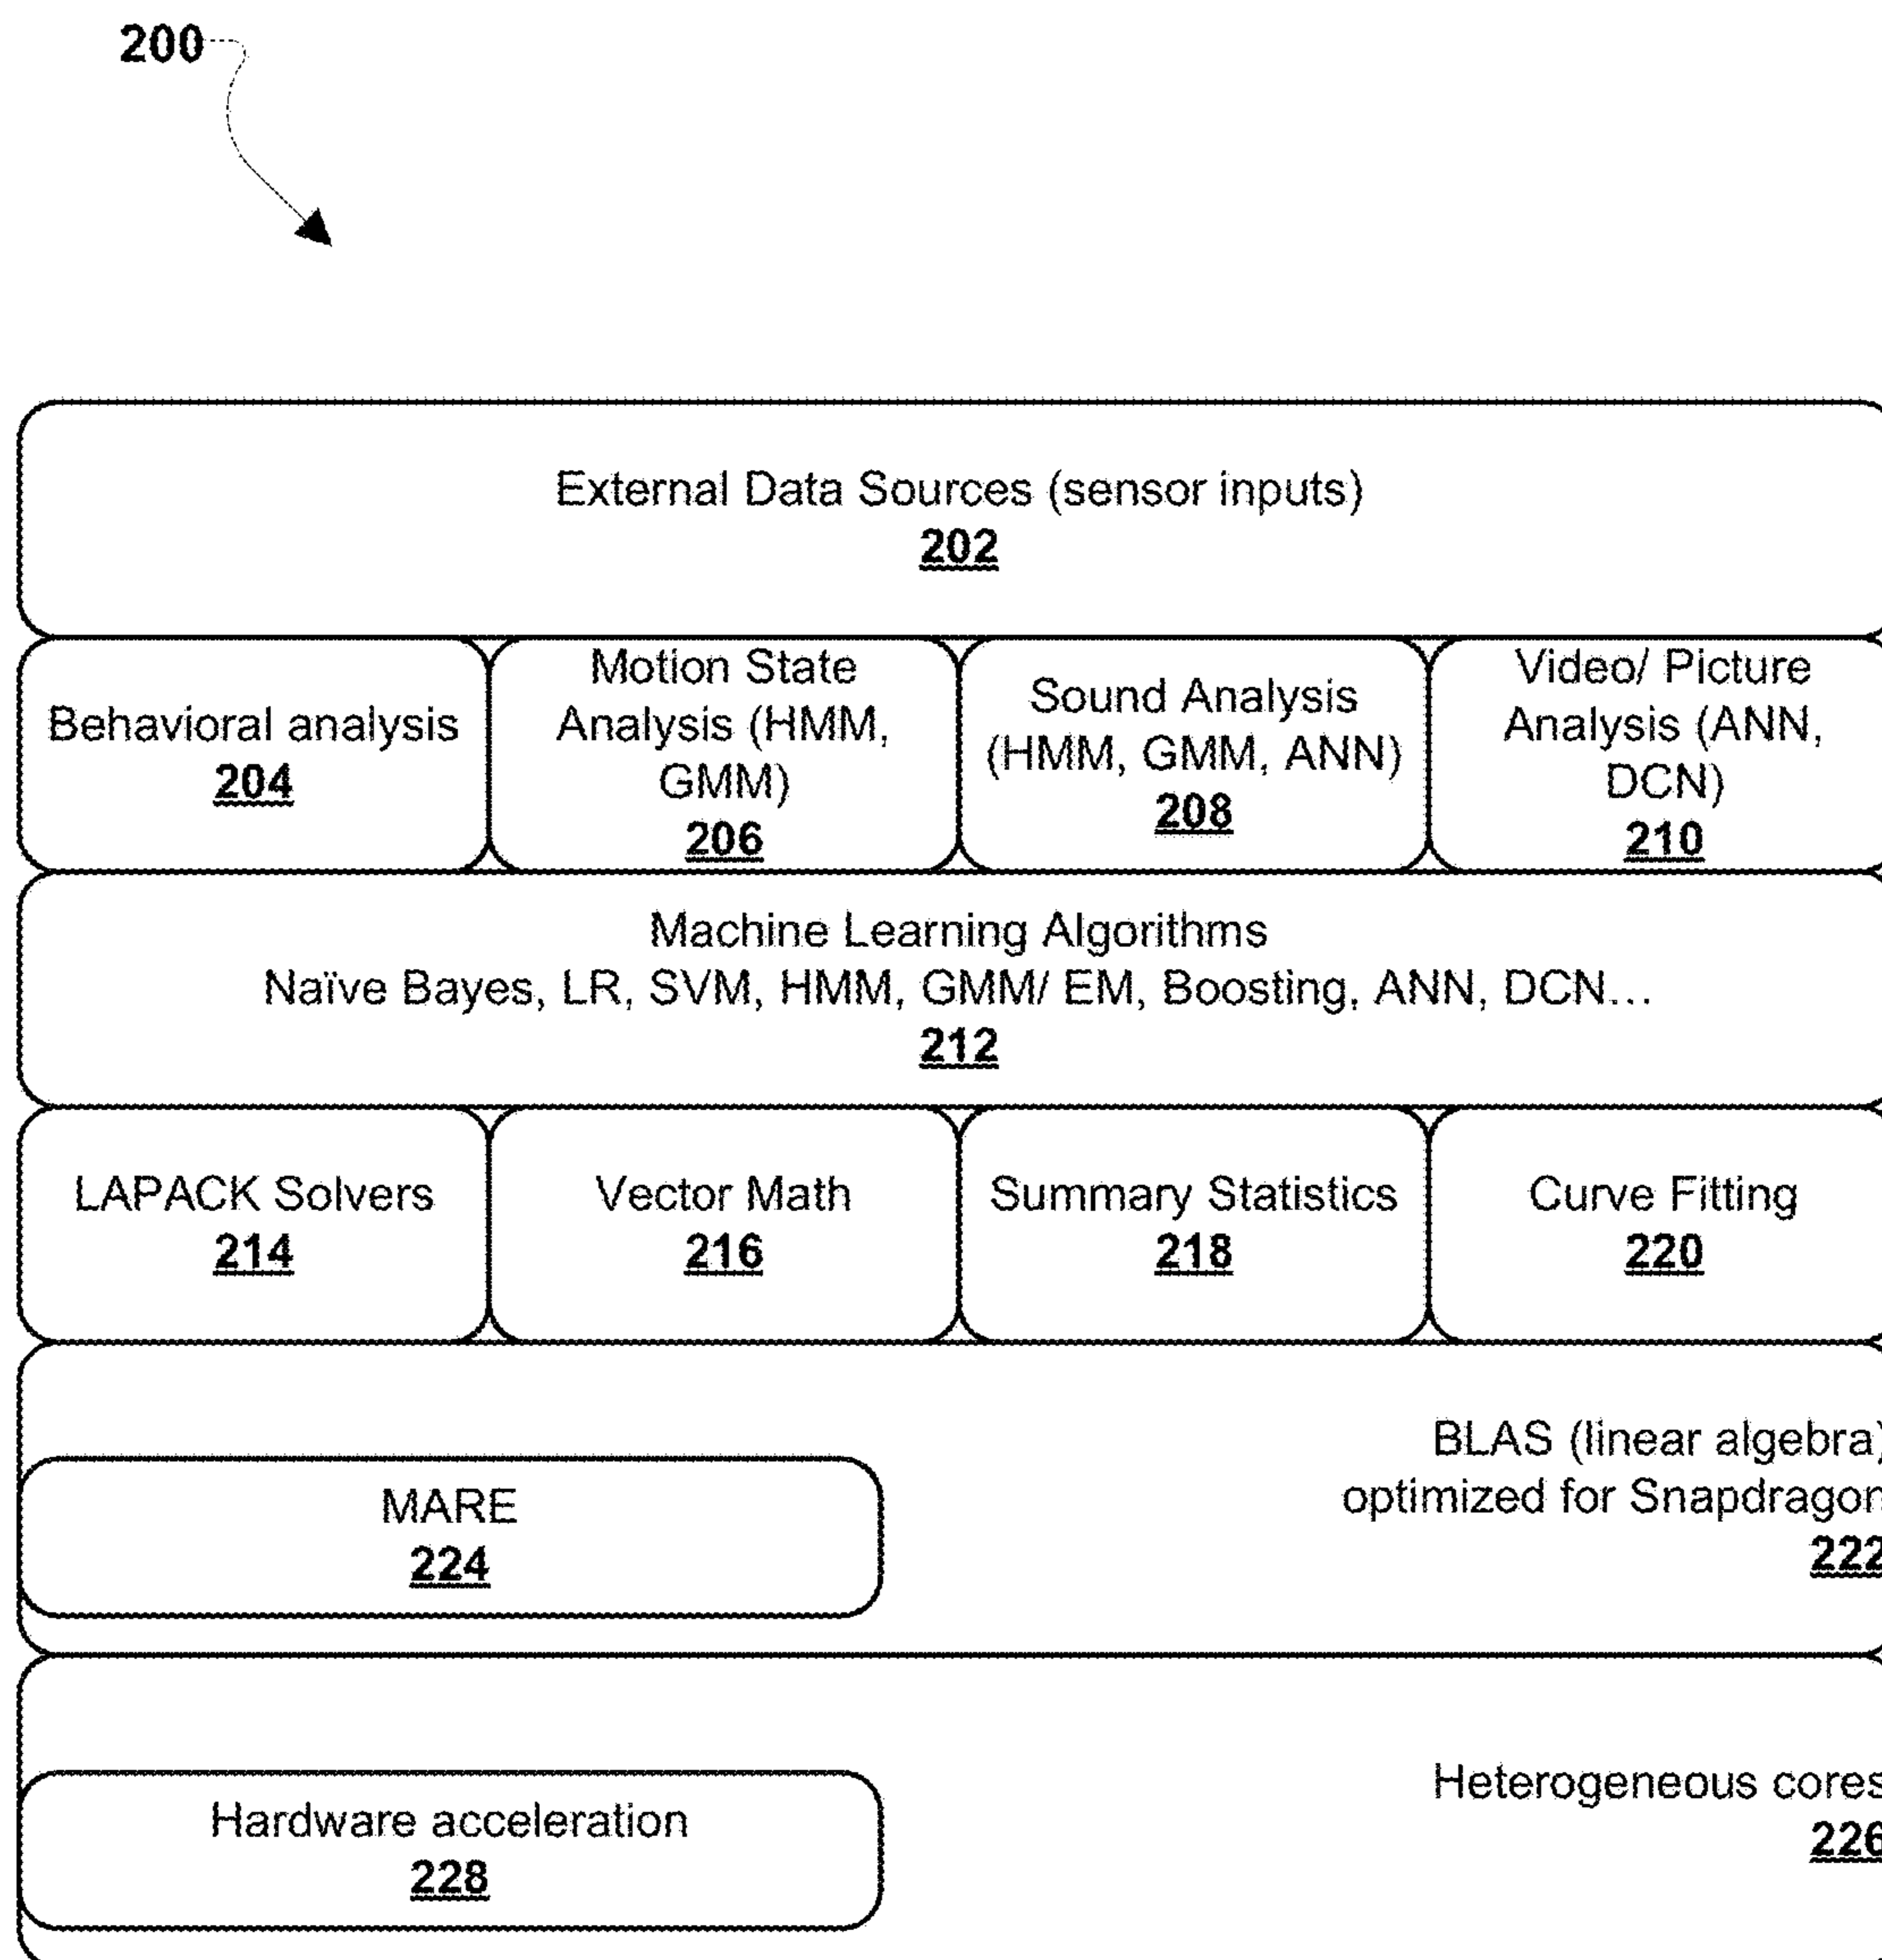 200
External Data Sources (sensor inputs)
202
Behavioral analysis
204
Motion State
Analysis (HMM,
GMM)
206
Sound Analysis
(HMM, GMM, ANN)
208
Video/ Picture
Analysis (ANN,
DCN)
210
Machine Learning Algorithms
Naïve Bayes, LR, SVM, HMM, GMM/ EM, Boosting, ANN, DCN...
212
LAPACK Solvers
214
Vector Math
216
Summary Statistics
218
Curve Fitting
220
BLAS (linear algebra)
optimized for Snapdragon
222
MARE
224
Heterogeneous cores
226
Hardware acceleration
228